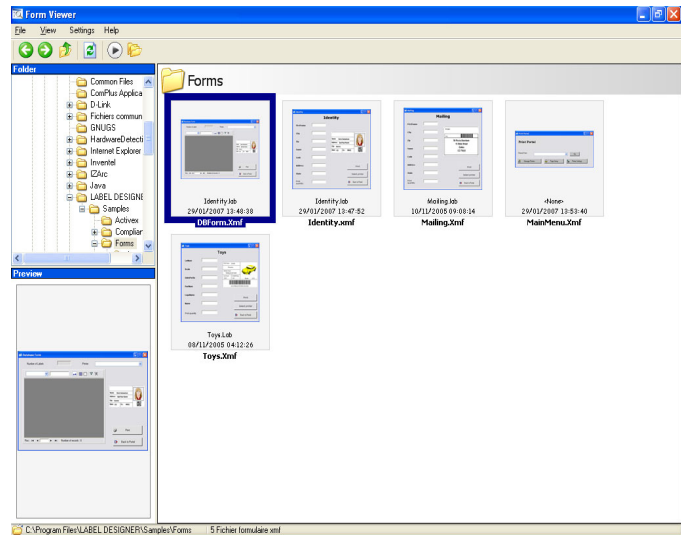 Form Viewer
File View Settings Help
Folder
Common Files
ComPlus Applica
D-Link
Fichiers commun
GNUGS
HardwareDetecti
Internet Explorer
Inventel
IZArc
Java
LABEL DESIGNE
Samples
Activex
Complian
Forms
Preview
Forms
Identity
Mailing
Identity.lab
29/01/2007 13:48:38
DBForm.Xmf
Identity.lab
29/01/2007 13:47:52
Identity.xmf
Mailing.lab
10/11/2005 09:08:14
Mailing.Xmf
<None>
29/01/2007 13:53:40
MainMenu.Xmf
Toys
Toys.Lab
08/11/2005 04:12:26
Toys.Xmf
C:\Program Files\LABEL DESIGNER\Samples\Forms 5 Fichier formulaire xmf